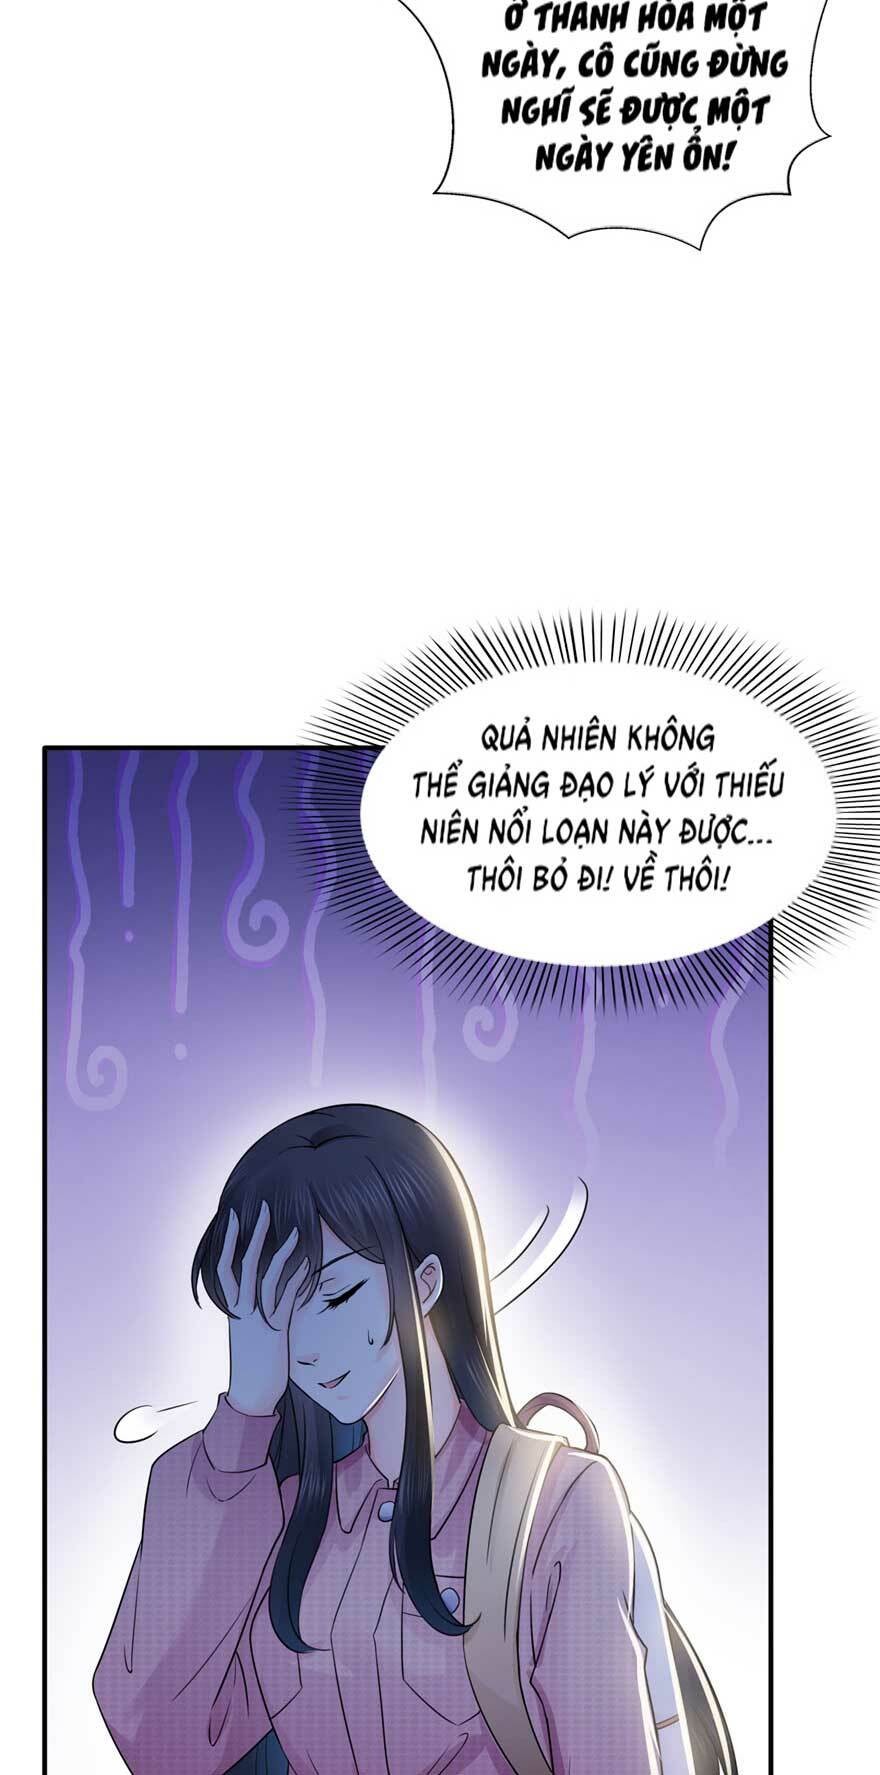 Ở THANH HÒA MỘT
NGÀY, CÔ CŨNG ĐỪNG
NGHĨ SẼ ĐƯỢC MỘT
NGÀY YÊN ỔN!
QUẢ NHIÊN KHÔNG
THỂ GIẢNG ĐẠO LÝ VỚI THIẾU
NIÊN NỔI LOẠN NÀY ĐƯỢC...
THÔI BỎ ĐI! VỀ THÔI!